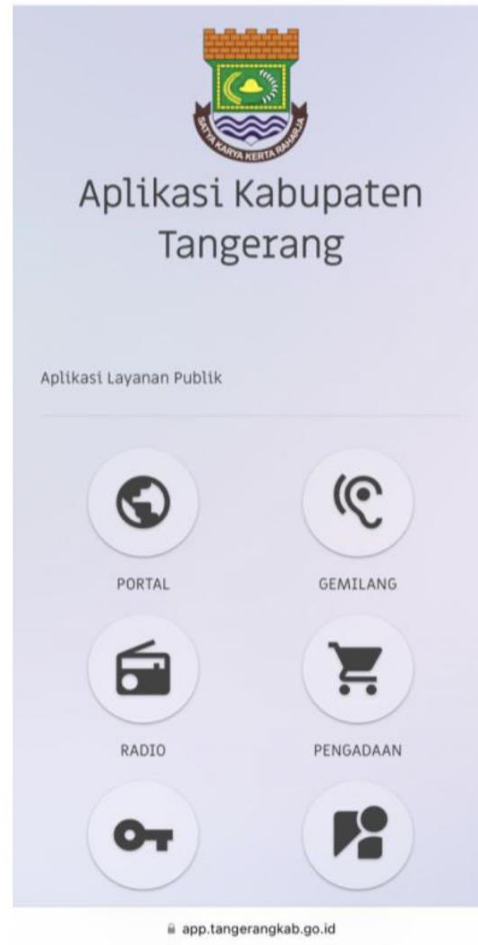 SATYA KARYA KERTA RAHARJA
Aplikasi Kabupaten
Tangerang
Aplikasi Layanan Publik
PORTAL
GEMILANG
RADIO
PENGADAAN
app.tangerangkab.go.id